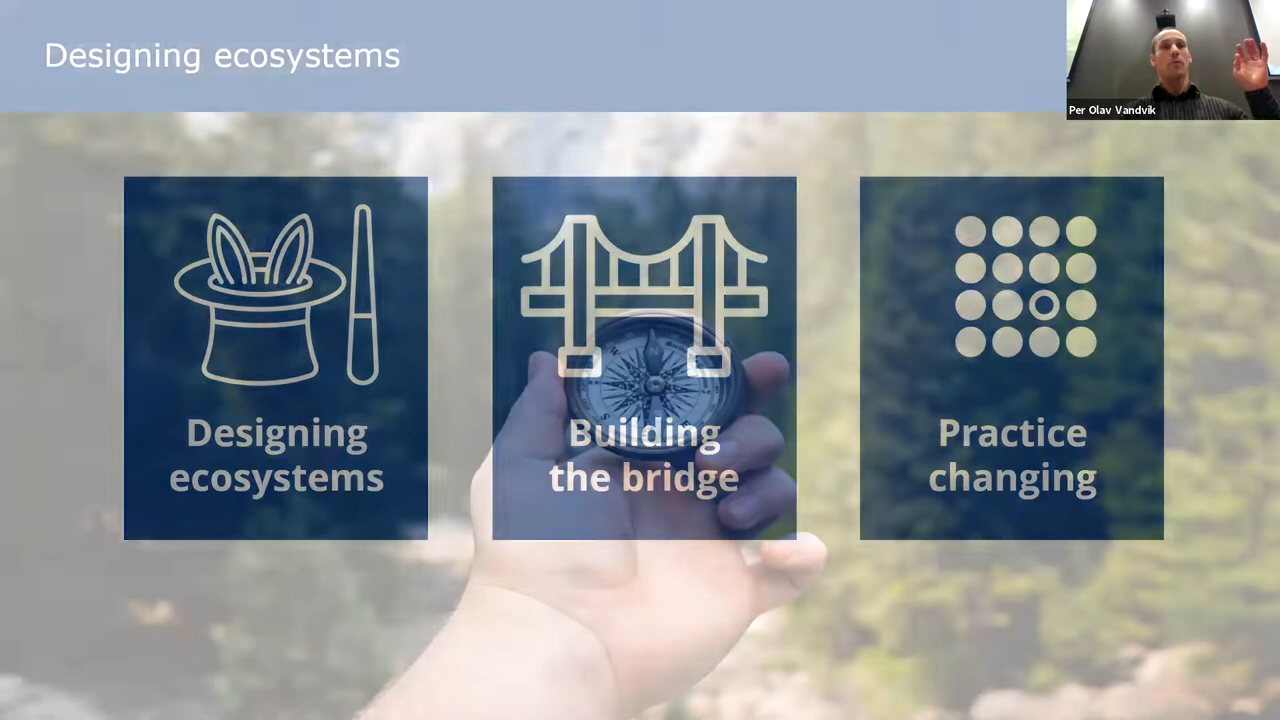 Designing ecosystems
Per Olav Vandvik
Designing
ecosystems
Building
the bridge
Practice
changing